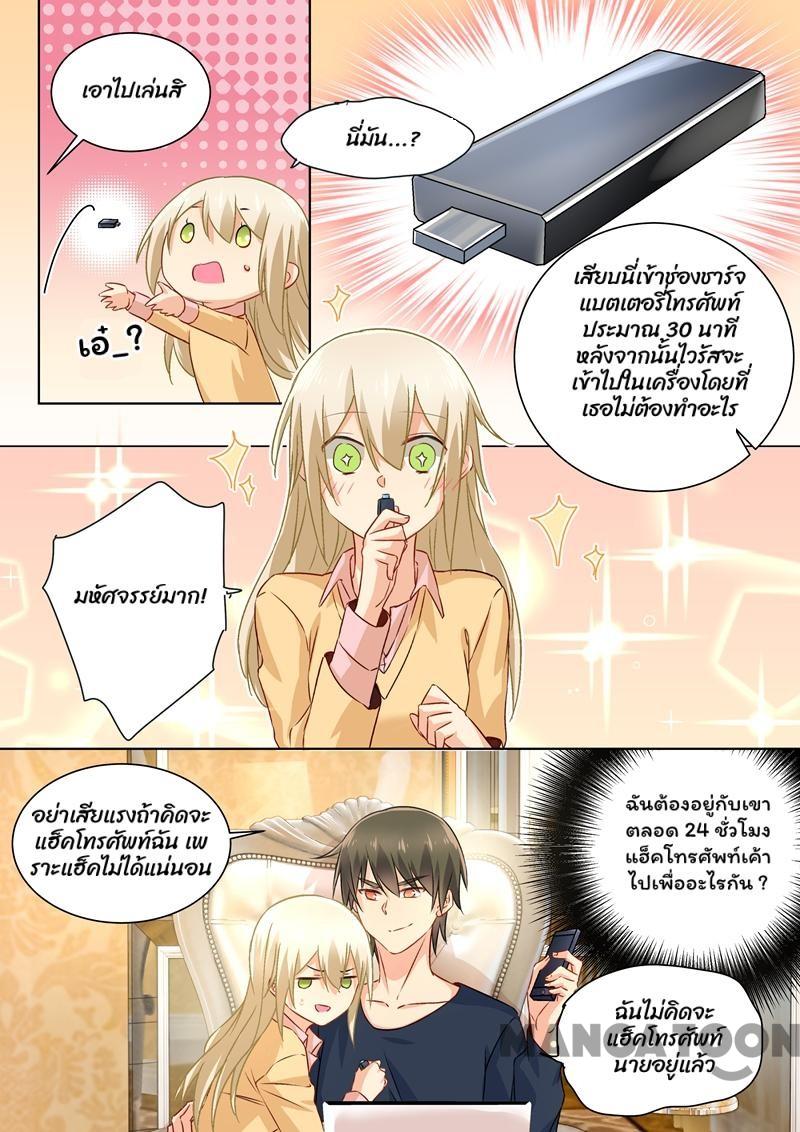 เอาไปเล่นสิ
นี่มัน...?
เอ๋_?
เสียบนี่เข้าช่องชาร์จ
แบตเตอรี่โทรศัพท์
ประมาณ 30 นาที
หลังจากนั้นไวรัสจะ
เข้าไปในเครื่องโดยที่
เธอไม่ต้องทำอะไร
มหัศจรรย์มาก!
อย่าเสียแรงถ้าคิดจะ
แฮ็คโทรศัพท์ฉัน เพ
ราะแฮ็คไม่ได้แน่นอน
ฉันต้องอยู่กับเขา
ตลอด 24 ชั่วโมง
แฮ็คโทรศัพท์เค้า
ไปเพื่ออะไรกัน ?
ฉันไม่คิดจะ
แฮ็คโทรศัพท์
นายอยู่แล้ว
MANGATOON